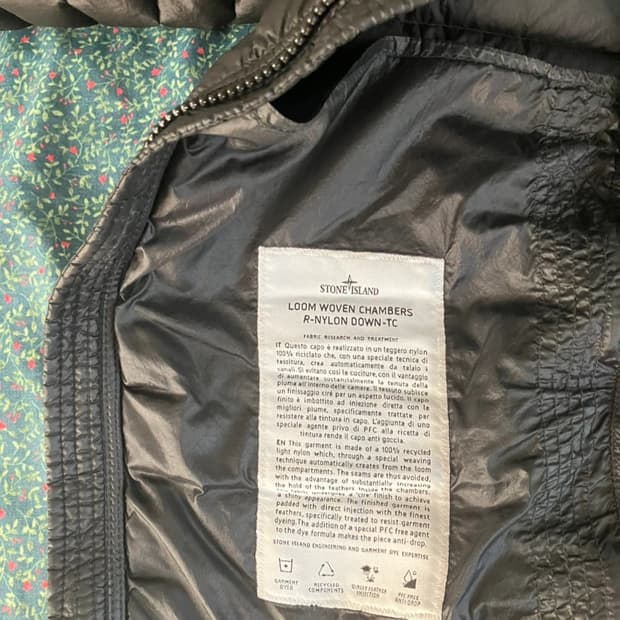 STONE ISLAND
LOOM WOVEN CHAMBERS
R-NYLON DOWN-TC
FABRIC RESEARCH AND TREATMENT
IT Questo capo è realizzato in un leggero nylon
100% riciclato che, con una speciale tecnica di
tessitura, crea automaticamente da telaio i
canali. Si evitano così le cuciture, con il vantaggio
di aumentare sostanzialmente la tenuta della
piuma all'interno delle camere. Il tessuto subisce
un finissaggio ciré per un aspetto lucido. Il capo
finito è imbottito ad iniezione diretta con le
migliori piume, specificatamente trattate per
resistere alla tintura in capo. L'aggiunta di uno
speciale agente privo di PFC alla ricetta di
tintura rende il capo anti goccia.
EN This garment is made of a 100% recycled
light nylon which, through a special weaving
technique automatically creates from the loom
the compartments. The seams are thus avoided,
with the advantage of substantially increasing
the hold of the feathers inside the chambers.
fabric undergoes a "ciré" finish to achieve
a shiny appearance. The finished garment is
padded with direct injection with the finest
feathers, specifically treated to resist garment
dyeing.The addition of a special PFC free agent
to the dye formula makes the piece anti-drop.
STONE ISLAND ENGINEERING AND GARMENT DYE EXPERTISE
GARMENT DYED
RECYCLED COMPONENTS
DIRECT FEATHER INJECTION
PFC FREE ANTI-DROP